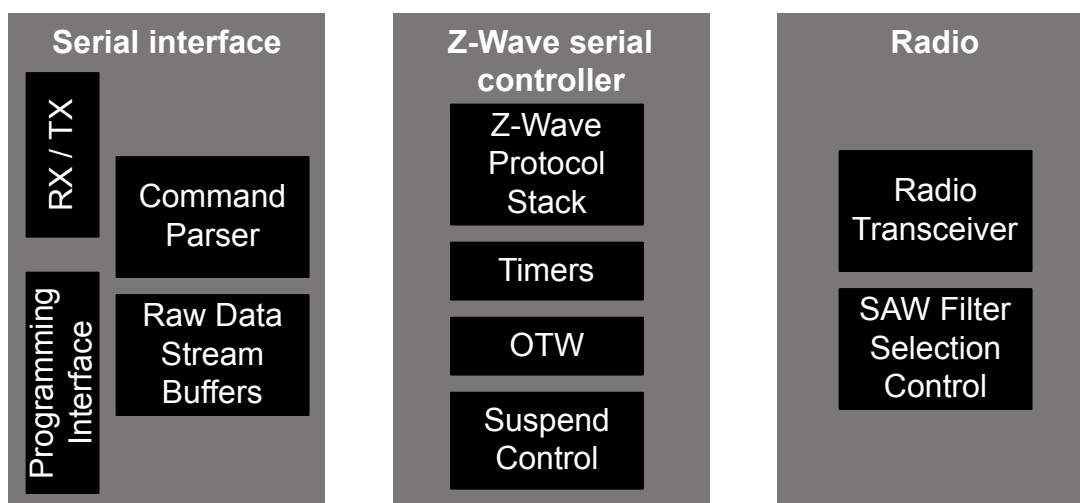 Serial interface
RX / TX
Command
Parser
Programming
Interface
Raw Data
Stream
Buffers
Z-Wave serial
controller
Z-Wave
Protocol
Stack
Timers
OTW
Suspend
Control
Radio
Radio
Transceiver
SAW Filter
Selection
Control